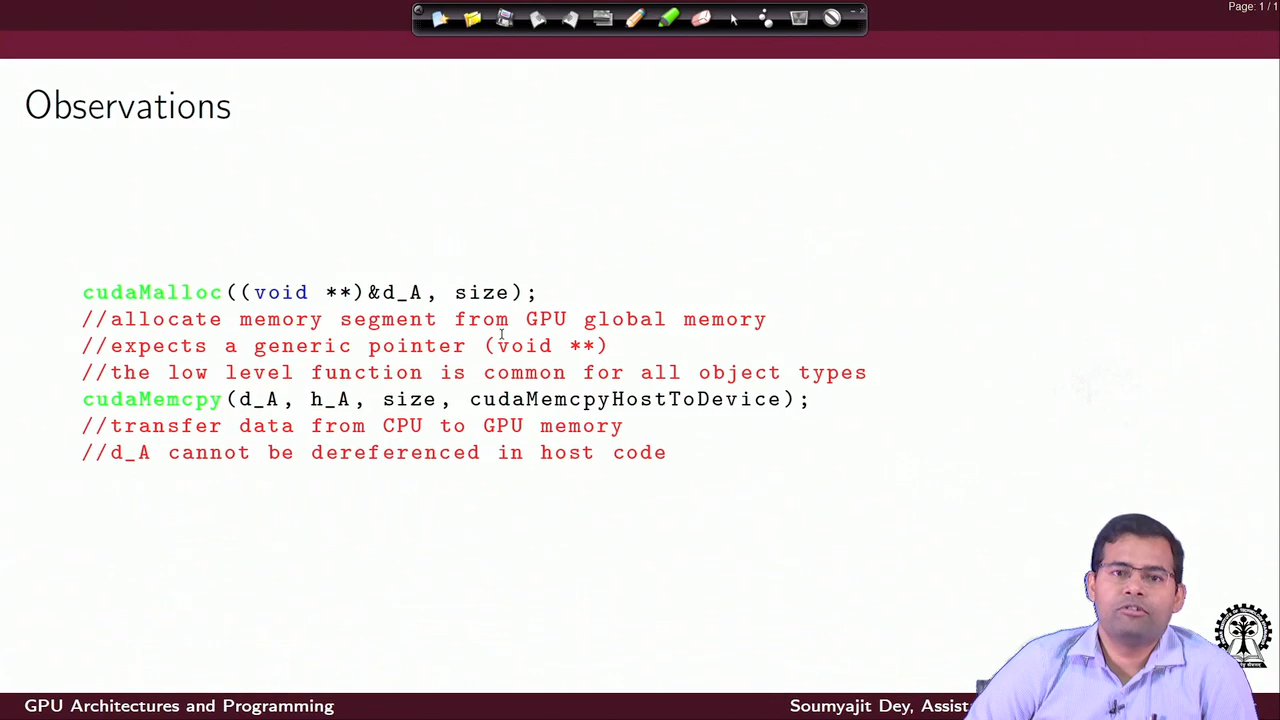 Page: 1 / 1
Observations
cudaMalloc((void **)&d_A, size);
//allocate memory segment from GPU global memory
//expects a generic pointer (void **)
//the low level function is common for all object types
cudaMemcpy(d_A, h_A, size, cudaMemcpyHostToDevice);
//transfer data from CPU to GPU memory
//d_A cannot be dereferenced in host code
GPU Architectures and Programming
Soumyajit Dey, Assist